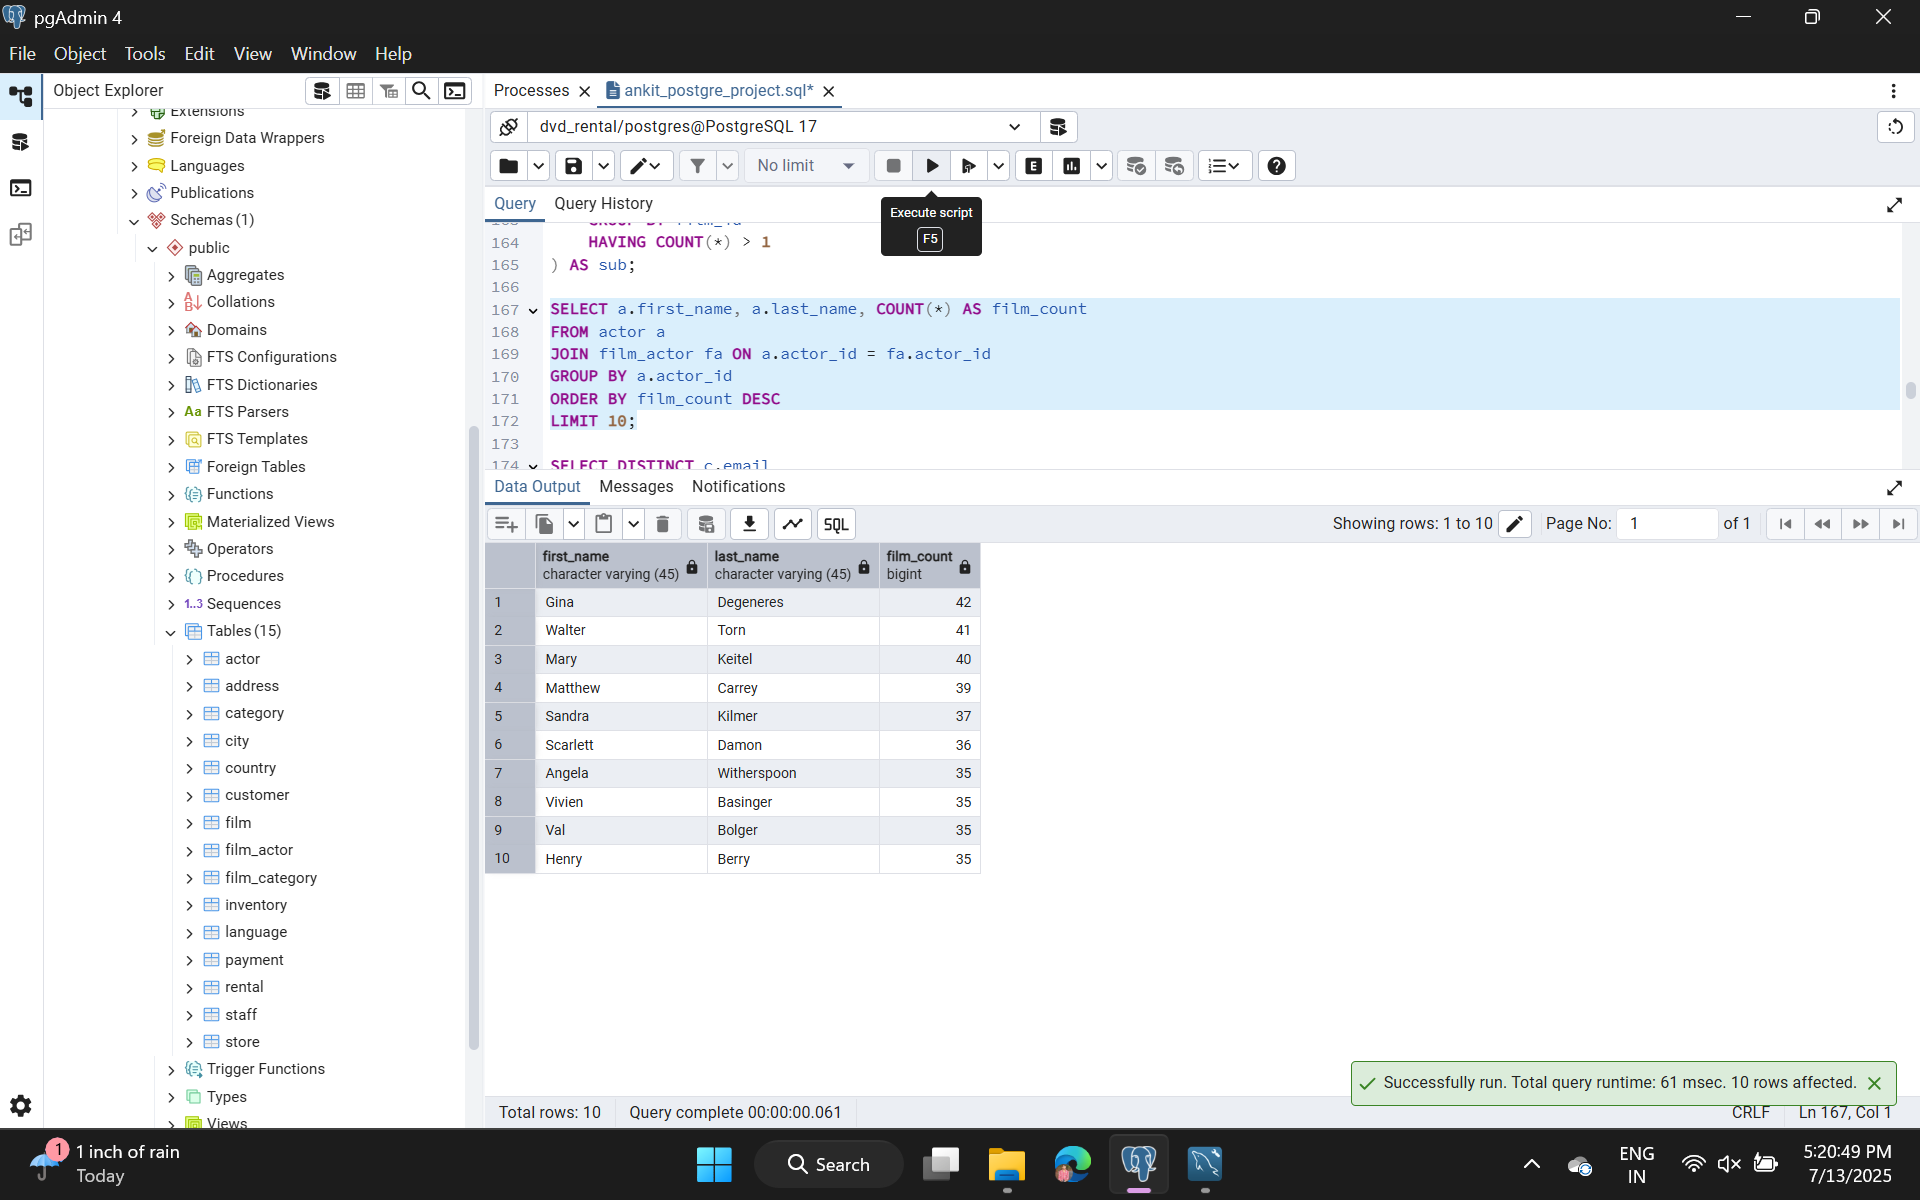 pgAdmin 4
File Object Tools Edit View Window Help
Object Explorer
Extensions
Foreign Data Wrappers
Languages
Publications
Schemas (1)
public
Aggregates
Collations
Domains
FTS Configurations
FTS Dictionaries
Aa FTS Parsers
FTS Templates
Foreign Tables
Functions
Materialized Views
Operators
Procedures
1..3 Sequences
Tables (15)
actor
address
category
city
country
customer
film
film_actor
film_category
inventory
language
payment
rental
staff
store
Trigger Functions
Types
Views
Processes
ankit_postgre_project.sql*
dvd_rental/postgres@PostgreSQL 17
No limit
E
Query Query History
Execute script
F5
163 GROUP BY film_id
164 HAVING COUNT(*) > 1
165 ) AS sub;
166
167 SELECT a.first_name, a.last_name, COUNT(*) AS film_count
168 FROM actor a
169 JOIN film_actor fa ON a.actor_id = fa.actor_id
170 GROUP BY a.actor_id
171 ORDER BY film_count DESC
172 LIMIT 10;
173
174 SELECT DISTINCT c.email
Data Output Messages Notifications
SQL
Showing rows: 1 to 10 Page No: 1 of 1
first_name last_name film_count
character varying (45) character varying (45) bigint
1 Gina Degeneres 42
2 Walter Torn 41
3 Mary Keitel 40
4 Matthew Carrey 39
5 Sandra Kilmer 37
6 Scarlett Damon 36
7 Angela Witherspoon 35
8 Vivien Basinger 35
9 Val Bolger 35
10 Henry Berry 35
Successfully run. Total query runtime: 61 msec. 10 rows affected.
Total rows: 10 Query complete 00:00:00.061 CRLF Ln 167, Col 1
1
1 inch of rain
Today
Search
ENG
IN
5:20:49 PM
7/13/2025